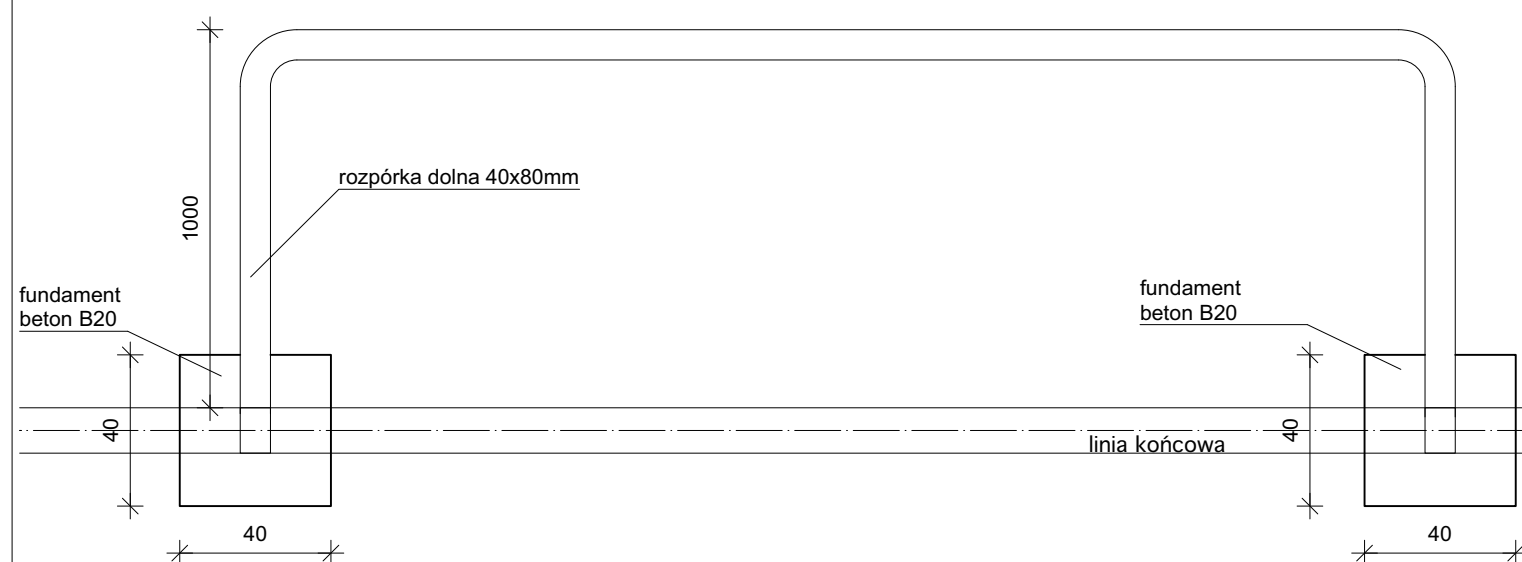 rozpórka dolna 40x80mm
1000
fundament
beton B20
fundament
beton B20
40
40
linia końcowa
40
40